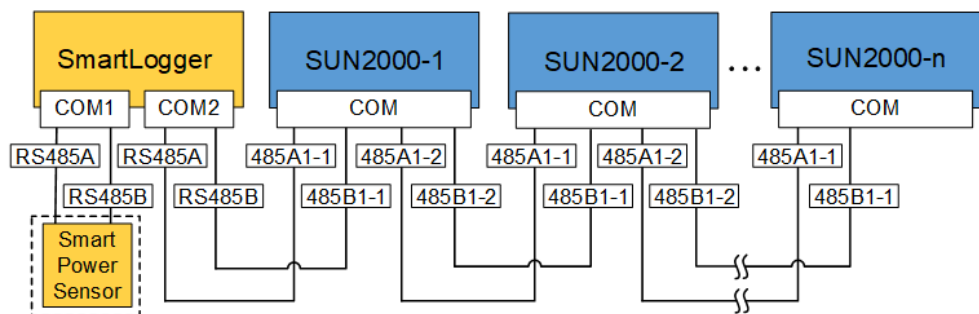 SmartLogger
SUN2000-1
SUN2000-2
...
SUN2000-n
COM1
COM2
COM
COM
COM
RS485A
RS485A
485A1-1
485A1-2
485A1-1
485A1-2
485A1-1
RS485B
RS485B
485B1-1
485B1-2
485B1-1
485B1-2
485B1-1
Smart
Power
Sensor